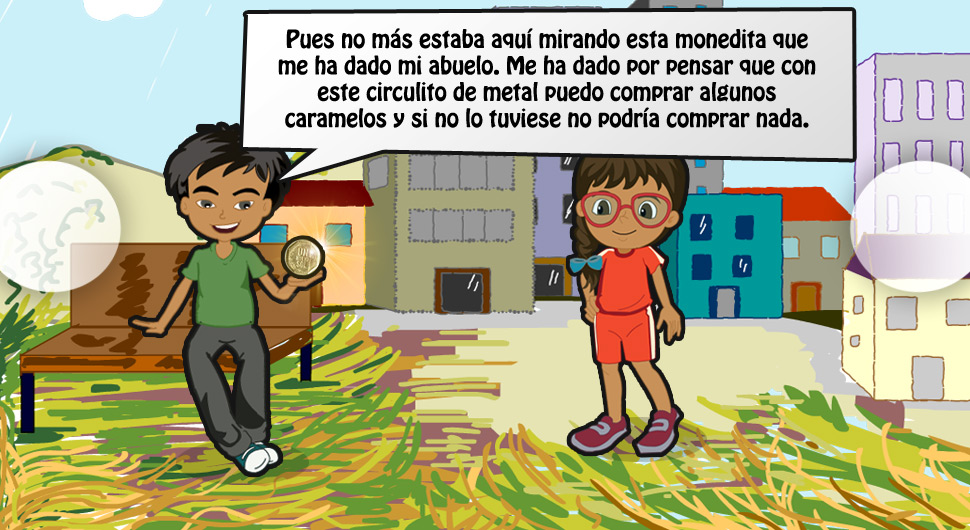 Pues no más estaba aquí mirando esta monedita que
me ha dado mi abuelo. Me ha dado por pensar que con
este circulito de metal puedo comprar algunos
caramelos y si no lo tuviese no podría comprar nada.